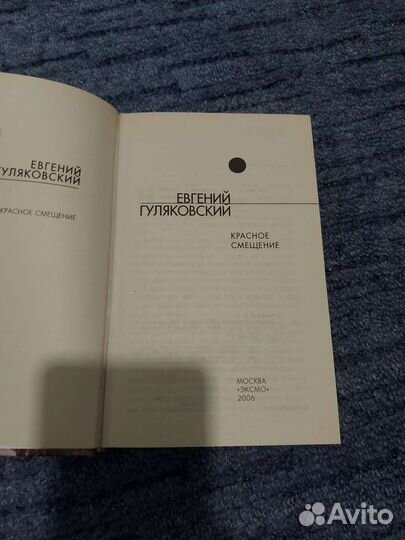 ЕВГЕНИЙ
ГУЛЯКОВСКИЙ
КРАСНОЕ СМЕЩЕНИЕ
ЕВГЕНИЙ
ГУЛЯКОВСКИЙ
КРАСНОЕ
СМЕЩЕНИЕ
МОСКВА
«ЭКСМО»
2006
Avito